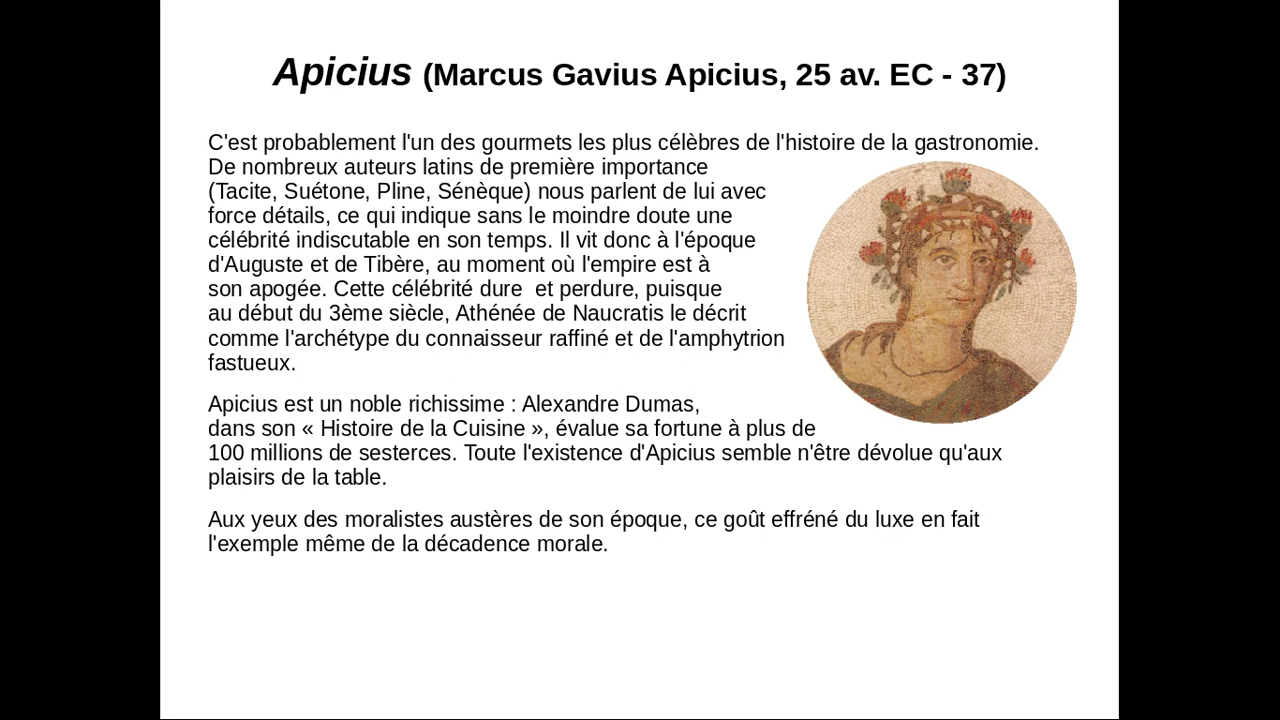 Apicius (Marcus Gavius Apicius, 25 av. EC - 37)
C'est probablement l'un des gourmets les plus célèbres de l'histoire de la gastronomie.
De nombreux auteurs latins de première importance
(Tacite, Suétone, Pline, Sénèque) nous parlent de lui avec
force détails, ce qui indique sans le moindre doute une
célébrité indiscutable en son temps. Il vit donc à l'époque
d'Auguste et de Tibère, au moment où l'empire est à
son apogée. Cette célébrité dure  et perdure, puisque
au début du 3ème siècle, Athénée de Naucratis le décrit
comme l'archétype du connaisseur raffiné et de l'amphytrion
fastueux.
Apicius est un noble richissime : Alexandre Dumas,
dans son « Histoire de la Cuisine », évalue sa fortune à plus de
100 millions de sesterces. Toute l'existence d'Apicius semble n'être dévolue qu'aux
plaisirs de la table.
Aux yeux des moralistes austères de son époque, ce goût effréné du luxe en fait
l'exemple même de la décadence morale.